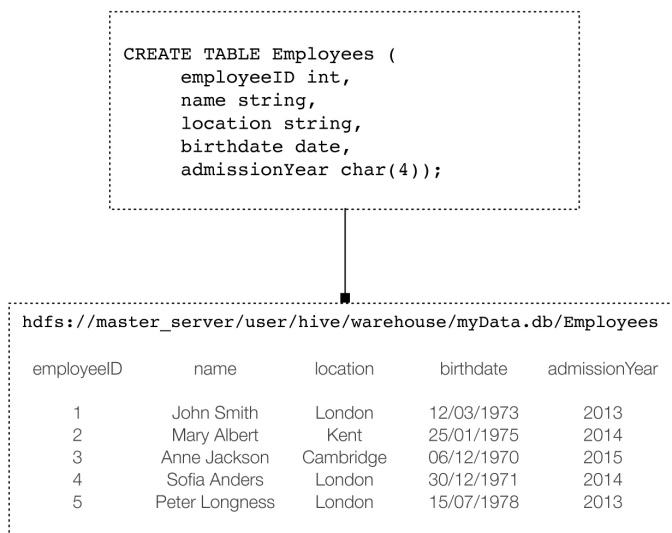 CREATE TABLE Employees (
employeeID int,
name string,
location string,
birthdate date,
admissionYear char(4));
hdfs://master_server/user/hive/warehouse/myData.db/Employees
employeeID name location birthdate admissionYear
1 John Smith London 12/03/1973 2013
2 Mary Albert Kent 25/01/1975 2014
3 Anne Jackson Cambridge 06/12/1970 2015
4 Sofia Anders London 30/12/1971 2014
5 Peter Longness London 15/07/1978 2013